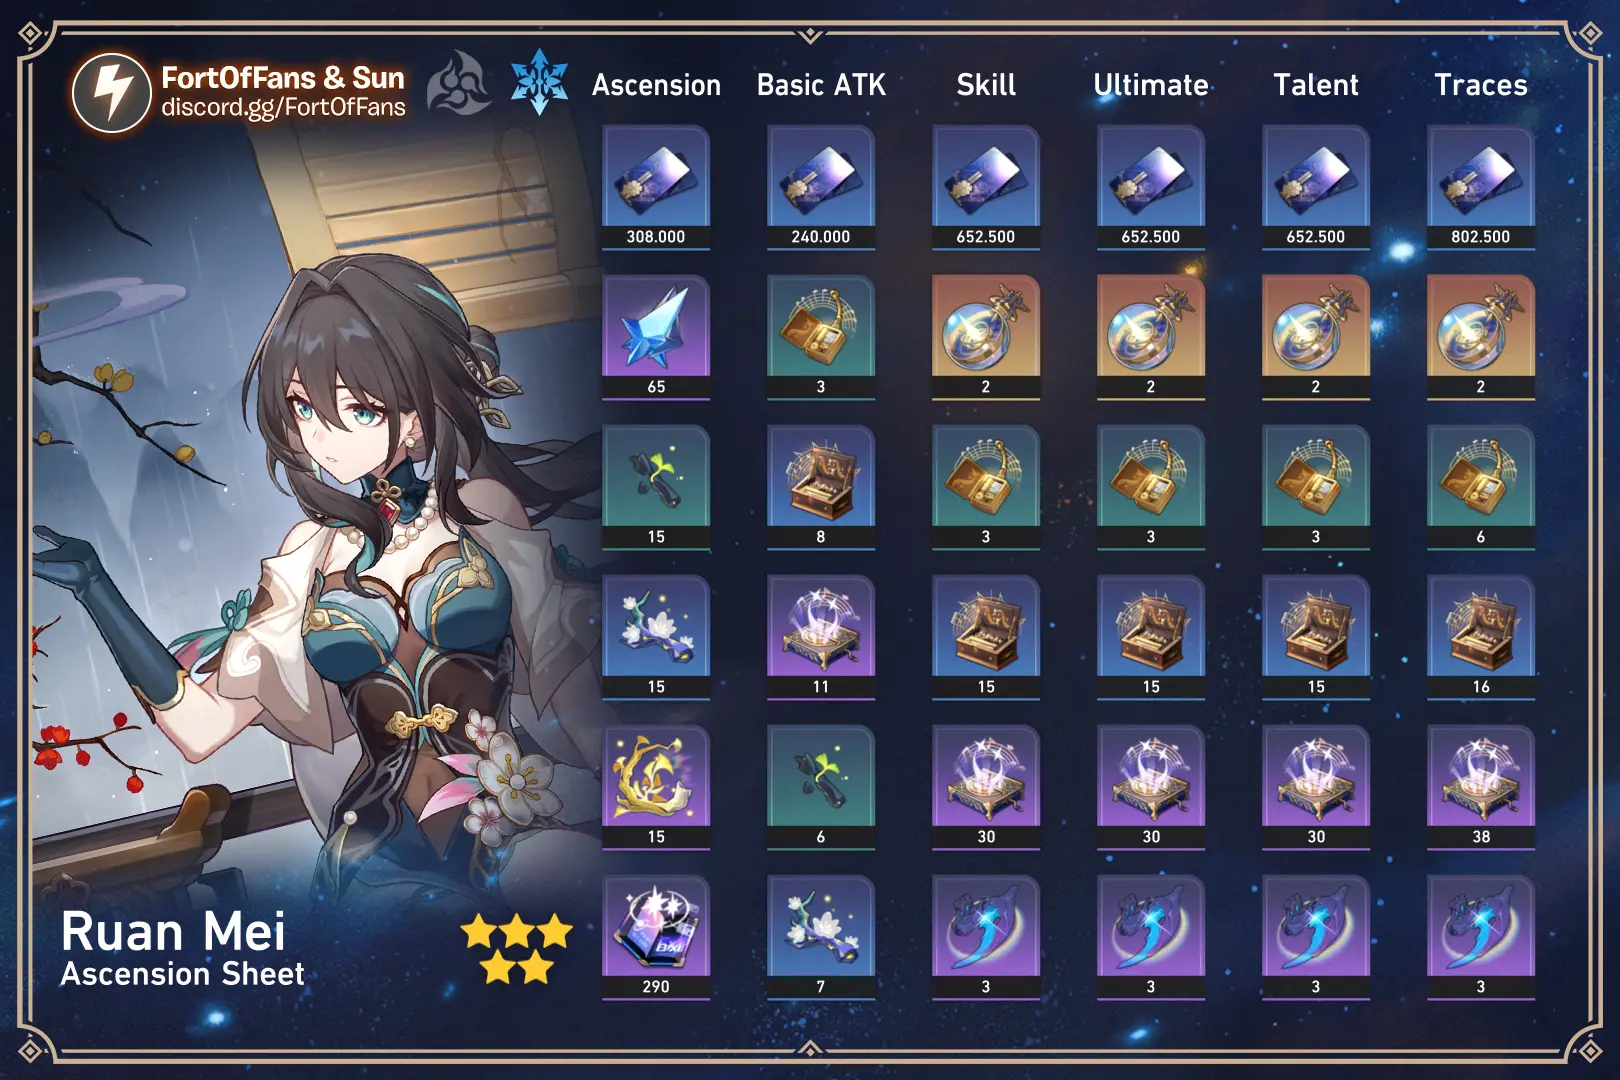 FortOfFans & Sun
discord.gg/FortOfFans
Ascension Basic ATK Skill Ultimate Talent Traces
308.000 240.000 652.500 652.500 652.500 802.500
65 3 2 2 2 2
15 8 3 3 3 6
15 11 15 15 15 16
15 6 30 30 30 38
290 7 3 3 3 3
Ruan Mei
Ascension Sheet